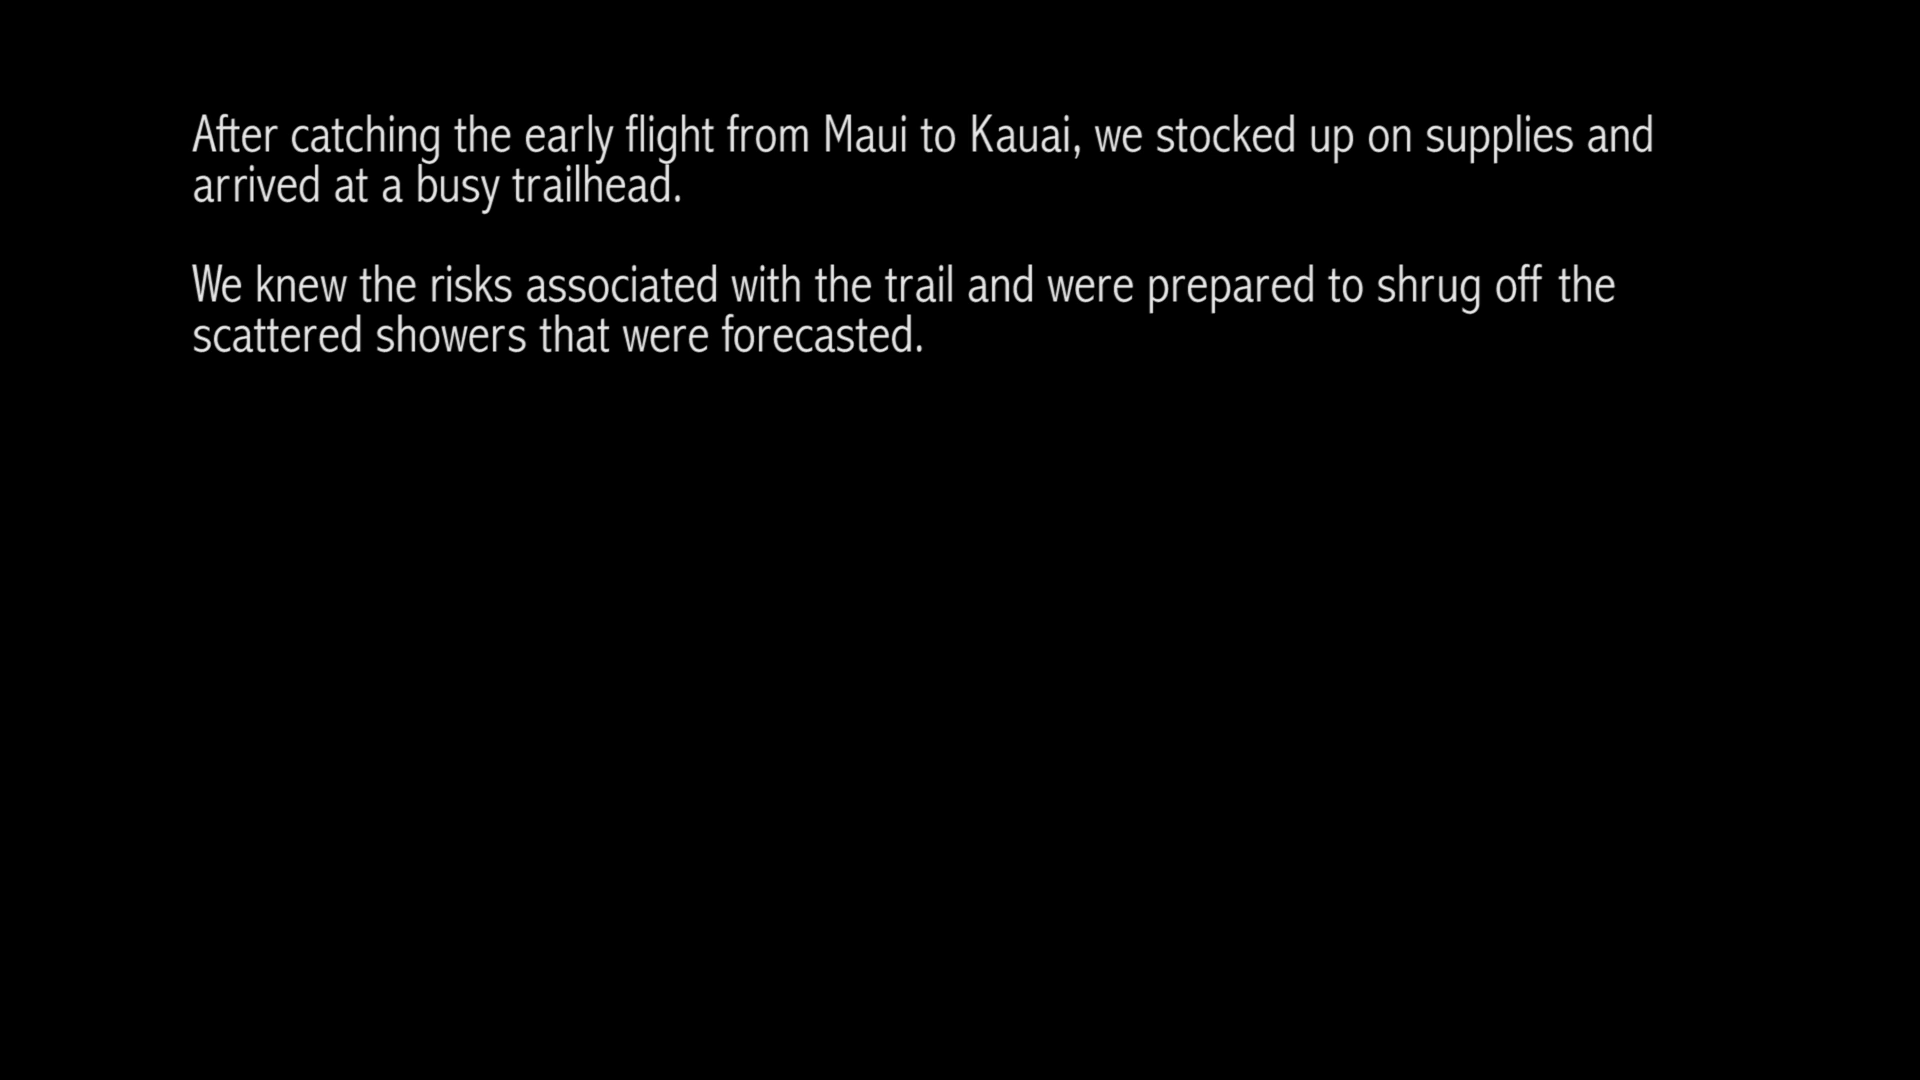 After catching the early flight from Maui to Kauai, we stocked up on supplies and
arrived at a busy trailhead.
We knew the risks associated with the trail and were prepared to shrug off the
scattered showers that were forecasted.